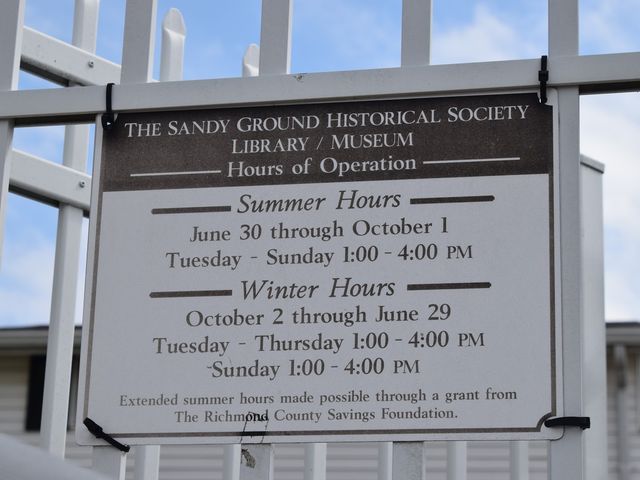 THE SANDY GROUND HISTORICAL SOCIETY
LIBRARY / MUSEUM
Hours of Operation
Summer Hours
June 30 through October 1
Tuesday - Sunday 1:00 - 4:00 PM
Winter Hours
October 2 through June 29
Tuesday - Thursday 1:00 - 4:00 PM
Sunday 1:00 - 4:00 PM
Extended summer hours made possible through a grant from
The Richmond County Savings Foundation.